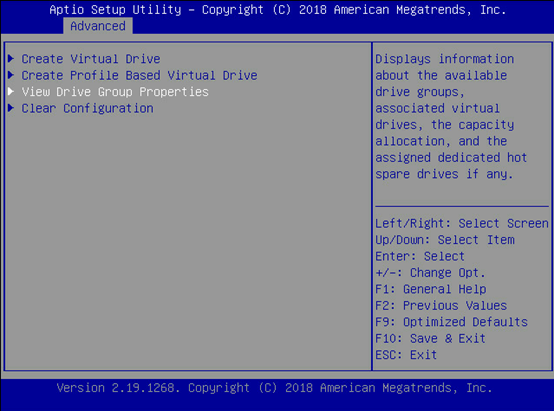 Aptio Setup Utility – Copyright (C) 2018 American Megatrends, Inc.
Advanced
Create Virtual Drive
Create Profile Based Virtual Drive
View Drive Group Properties
Clear Configuration
Displays information
about the available
drive groups,
associated virtual
drives, the capacity
allocation, and the
assigned dedicated hot
spare drives if any.
Left/Right: Select Screen
Up/Down: Select Item
Enter: Select
+/-: Change Opt.
F1: General Help
F2: Previous Values
F9: Optimized Defaults
F10: Save & Exit
ESC: Exit
Version 2.19.1268. Copyright (C) 2018 American Megatrends, Inc.